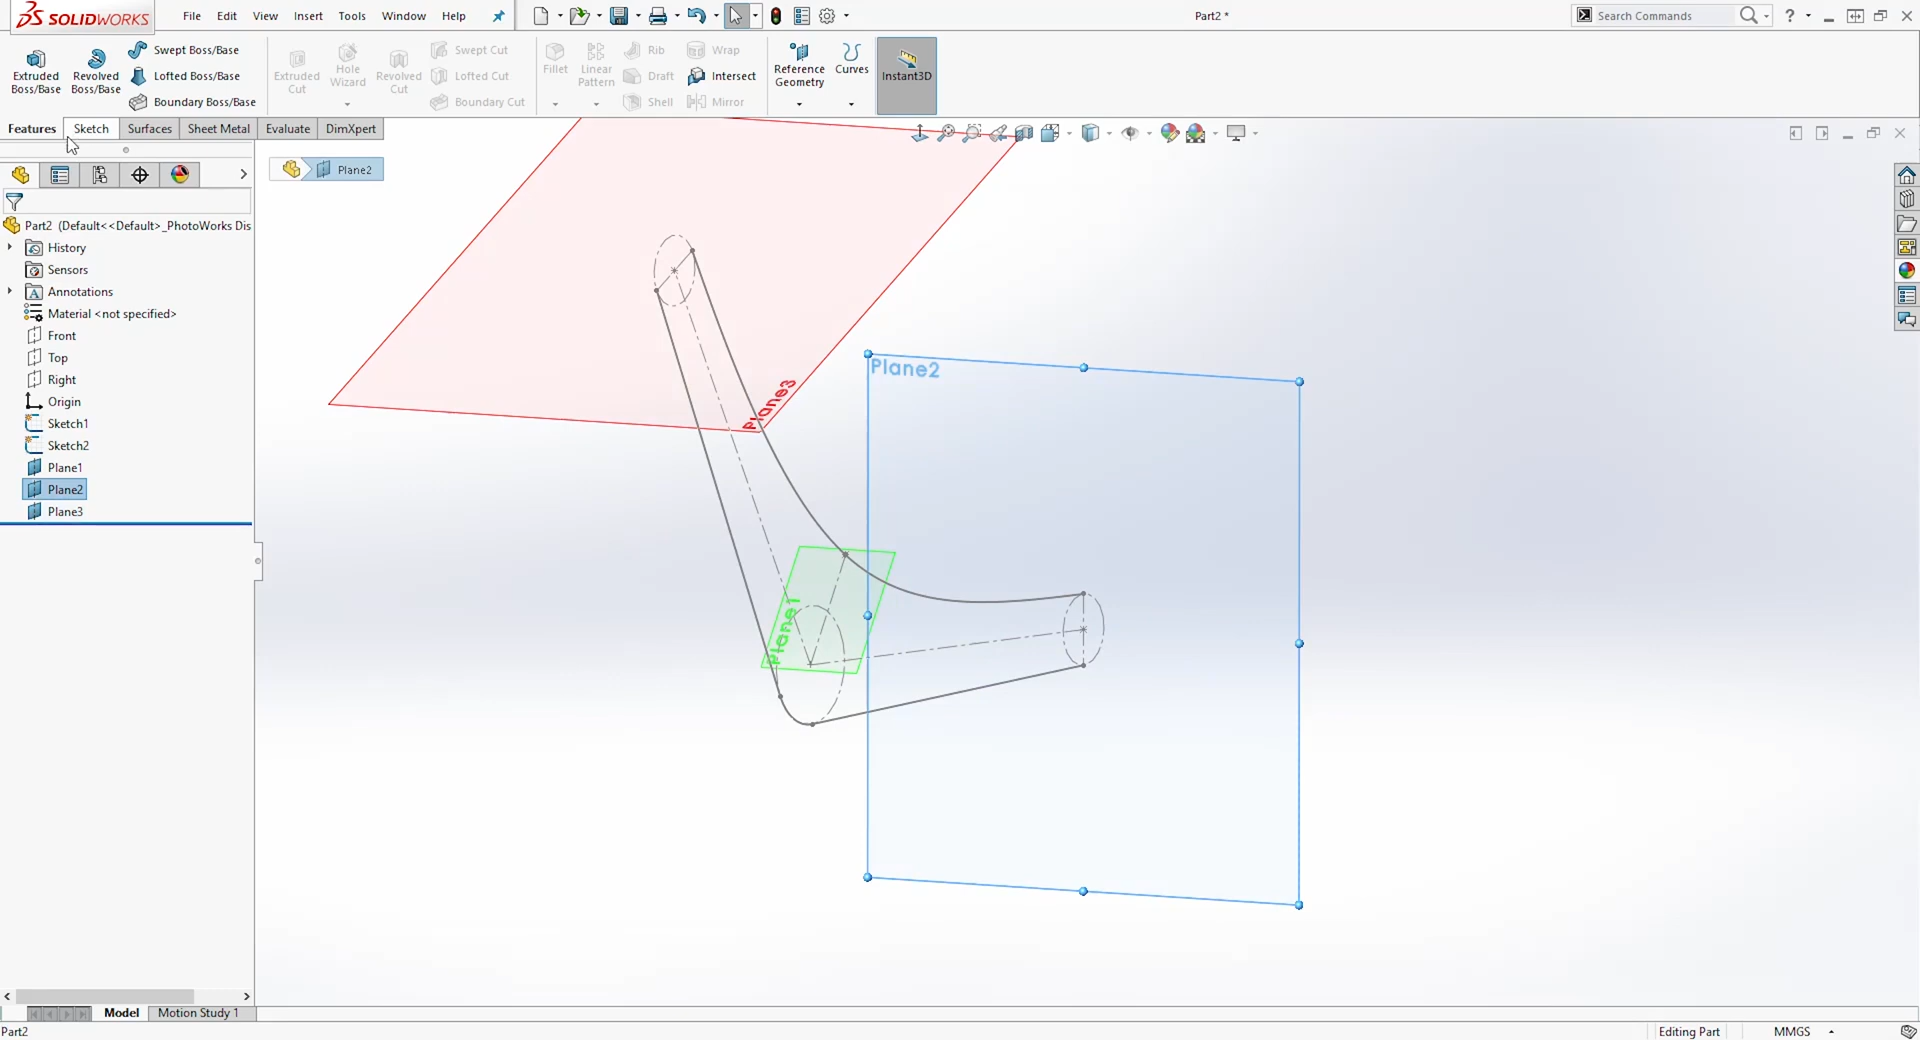 SOLIDWORKS
File Edit View Insert Tools Window Help
Part2 *
Search Commands
?
Extruded Boss/Base
Revolved Boss/Base
Swept Boss/Base
Lofted Boss/Base
Boundary Boss/Base
Extruded Cut
Hole Wizard
Revolved Cut
Swept Cut
Lofted Cut
Boundary Cut
Fillet
Linear Pattern
Rib
Draft
Shell
Wrap
Intersect
Mirror
Reference Geometry
Curves
Instant3D
Features Sketch Surfaces Sheet Metal Evaluate DimXpert
Plane2
Part2 (Default<<Default>_PhotoWorks Dis
History
Sensors
Annotations
Material <not specified>
Front
Top
Right
Origin
Sketch1
Sketch2
Plane1
Plane2
Plane3
Plane3
Plane2
Plane1
Model Motion Study 1
Part2
Editing Part
MMGS